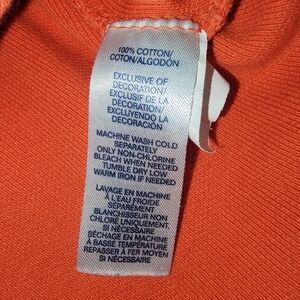 100% COTTON/
COTON/ALGODÓN
EXCLUSIVE OF
DECORATION/
EXCLUSIF DE LA
DÉCORATION/
EXCLUYENDO LA
DECORACIÓN
MACHINE WASH COLD
SEPARATELY
ONLY NON-CHLORINE
BLEACH WHEN NEEDED
TUMBLE DRY LOW
WARM IRON IF NEEDED
LAVAGE EN MACHINE
À L'EAU FROIDE
SÉPARÉMENT
BLANCHISSEUR NON
CHLORÉ UNIQUEMENT,
SI NÉCESSAIRE
SÉCHAGE EN MACHINE
À BASSE TEMPÉRATURE
REPASSER À FER MOYEN
SI NÉCESSAIRE